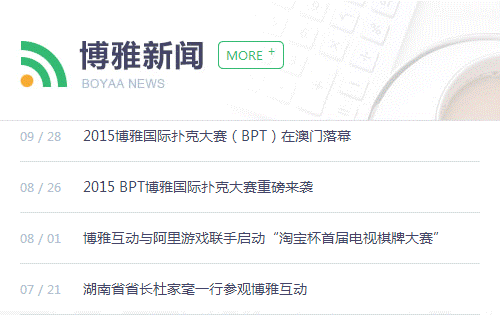 博雅新闻 MORE +
BOYAA NEWS
09 / 28 2015博雅国际扑克大赛（BPT）在澳门落幕
08 / 26 2015 BPT博雅国际扑克大赛重磅来袭
08 / 01 博雅互动与阿里游戏联手启动“淘宝杯首届电视棋牌大赛”
07 / 21 湖南省省长杜家毫一行参观博雅互动